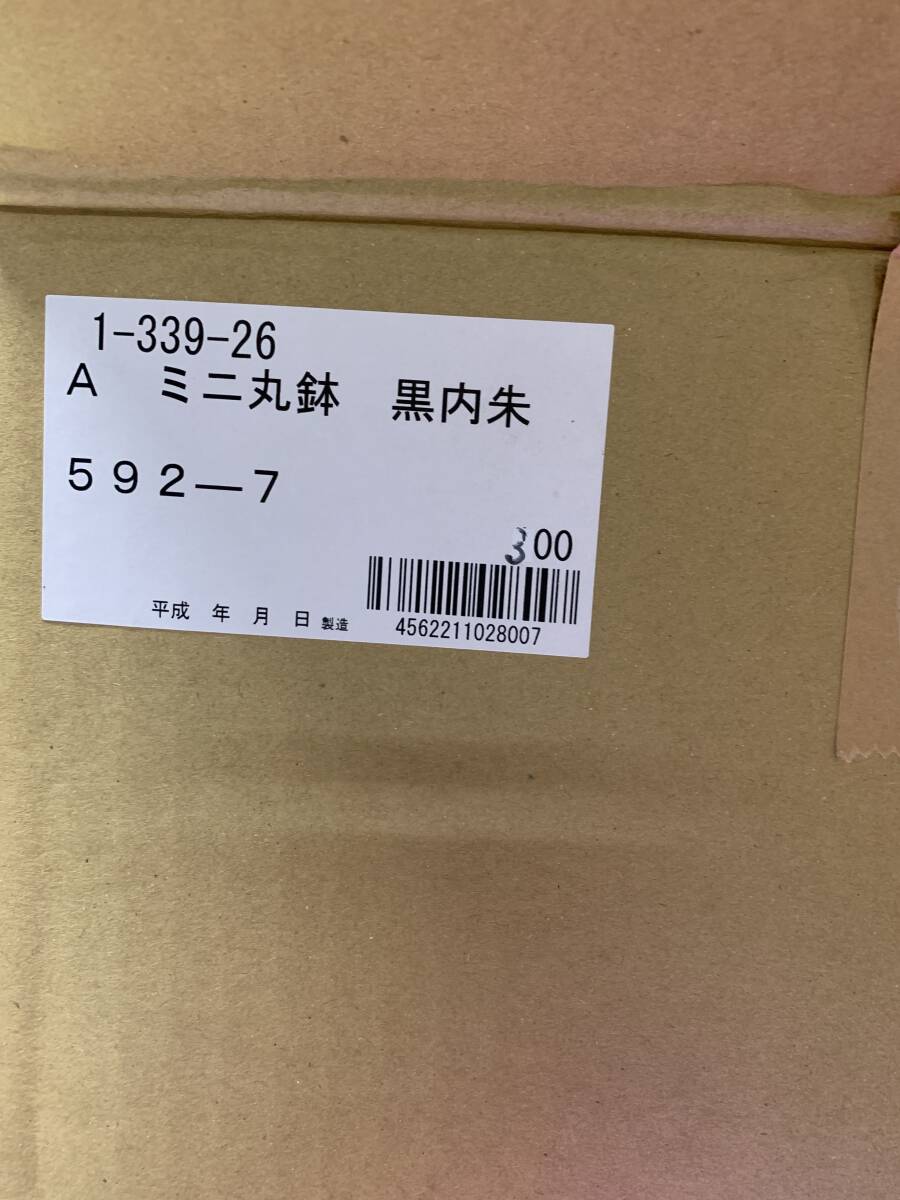 1-339-26
A　ミニ丸鉢　黒内朱
５９２―７
300
平成　年　月　日 製造
4562211028007